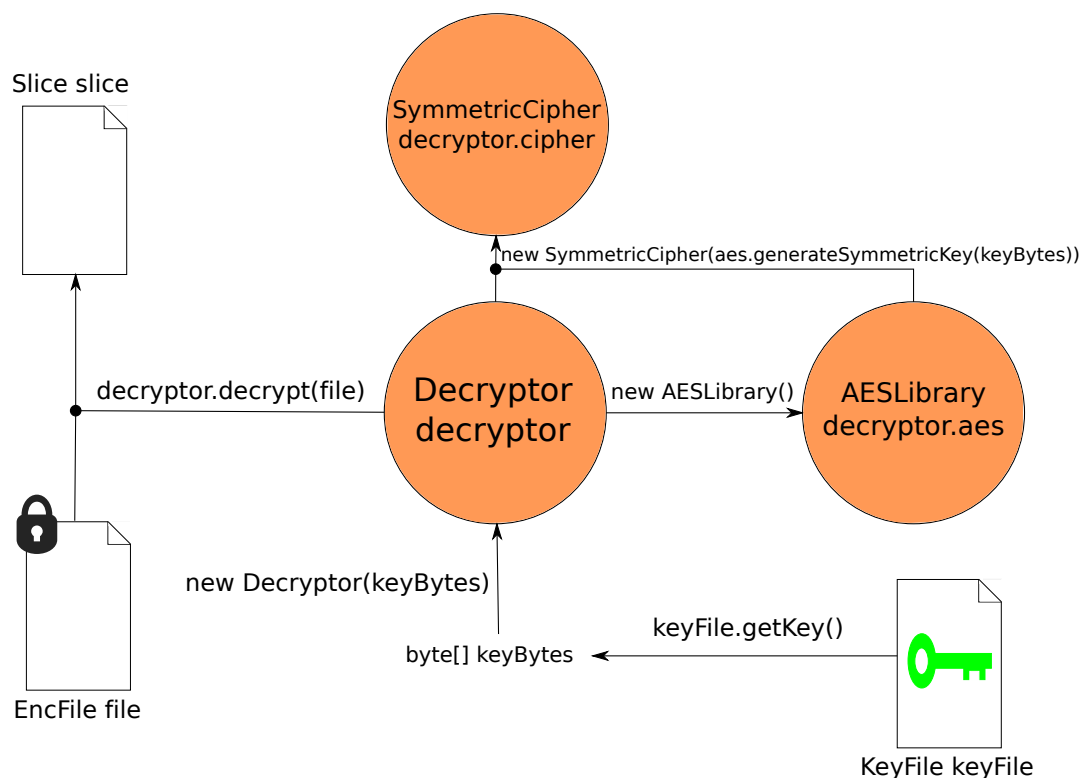 Slice slice
SymmetricCipher
decryptor.cipher
new SymmetricCipher(aes.generateSymmetricKey(keyBytes))
decryptor.decrypt(file)
Decryptor
decryptor
new AESLibrary()
AESLibrary
decryptor.aes
new Decryptor(keyBytes)
keyFile.getKey()
byte[] keyBytes
EncFile file
KeyFile keyFile